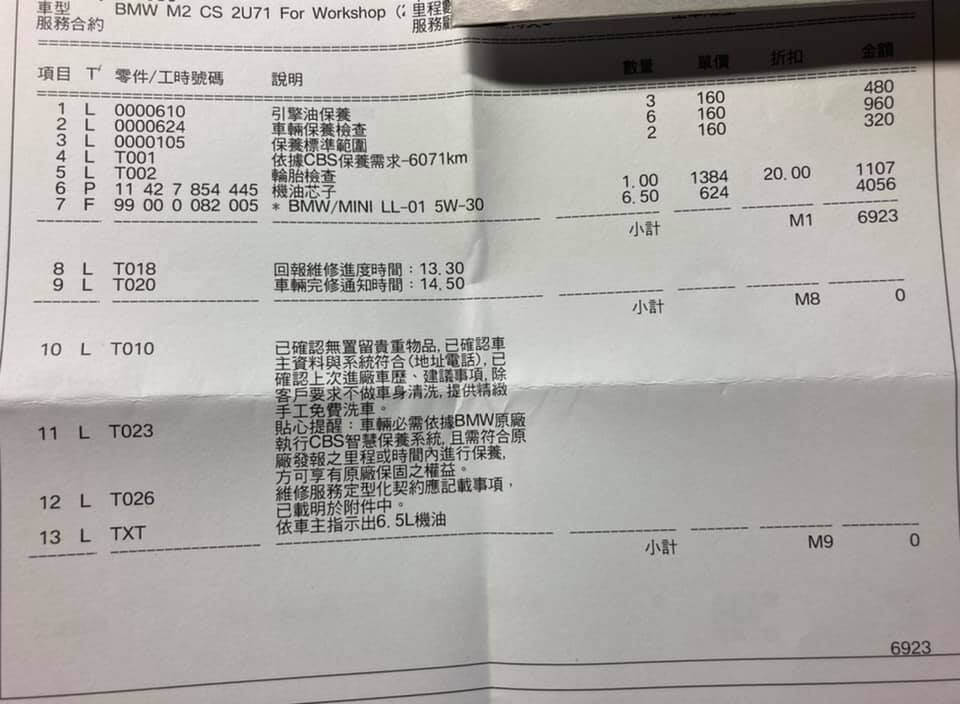 車型 BMW M2 CS 2U71 For Workshop ( 里程
服務合約 服務
項目 T 零件/工時號碼 說明 數量 單價 折扣 金額
1 L 0000610 引擎油保養 3 160 480
2 L 0000624 車輛保養檢查 6 160 960
3 L 0000105 保養標準範圍 2 160 320
4 L T001 依據CBS保養需求-6071km
5 L T002 輪胎檢查
6 P 11 42 7 854 445 機油芯子 1.00 1384 20.00 1107
7 F 99 00 0 082 005 * BMW/MINI LL-01 5W-30 6.50 624 4056
小計 M1 6923
8 L T018 回報維修進度時間：13.30
9 L T020 車輛完修通知時間：14.50
小計 M8 0
10 L T010 已確認無置留貴重物品,已確認車
主資料與系統符合(地址電話),已
確認上次進廠車歷、建議事項,除
客戶要求不做車身清洗,提供精緻
手工免費洗車。
11 L T023 貼心提醒：車輛必需依據BMW原廠
執行CBS智慧保養系統,且需符合原
廠發報之里程或時間內進行保養,
方可享有原廠保固之權益。
12 L T026 維修服務定型化契約應記載事項，
已載明於附件中。
13 L TXT 依車主指示出6.5L機油
小計 M9 0
6923